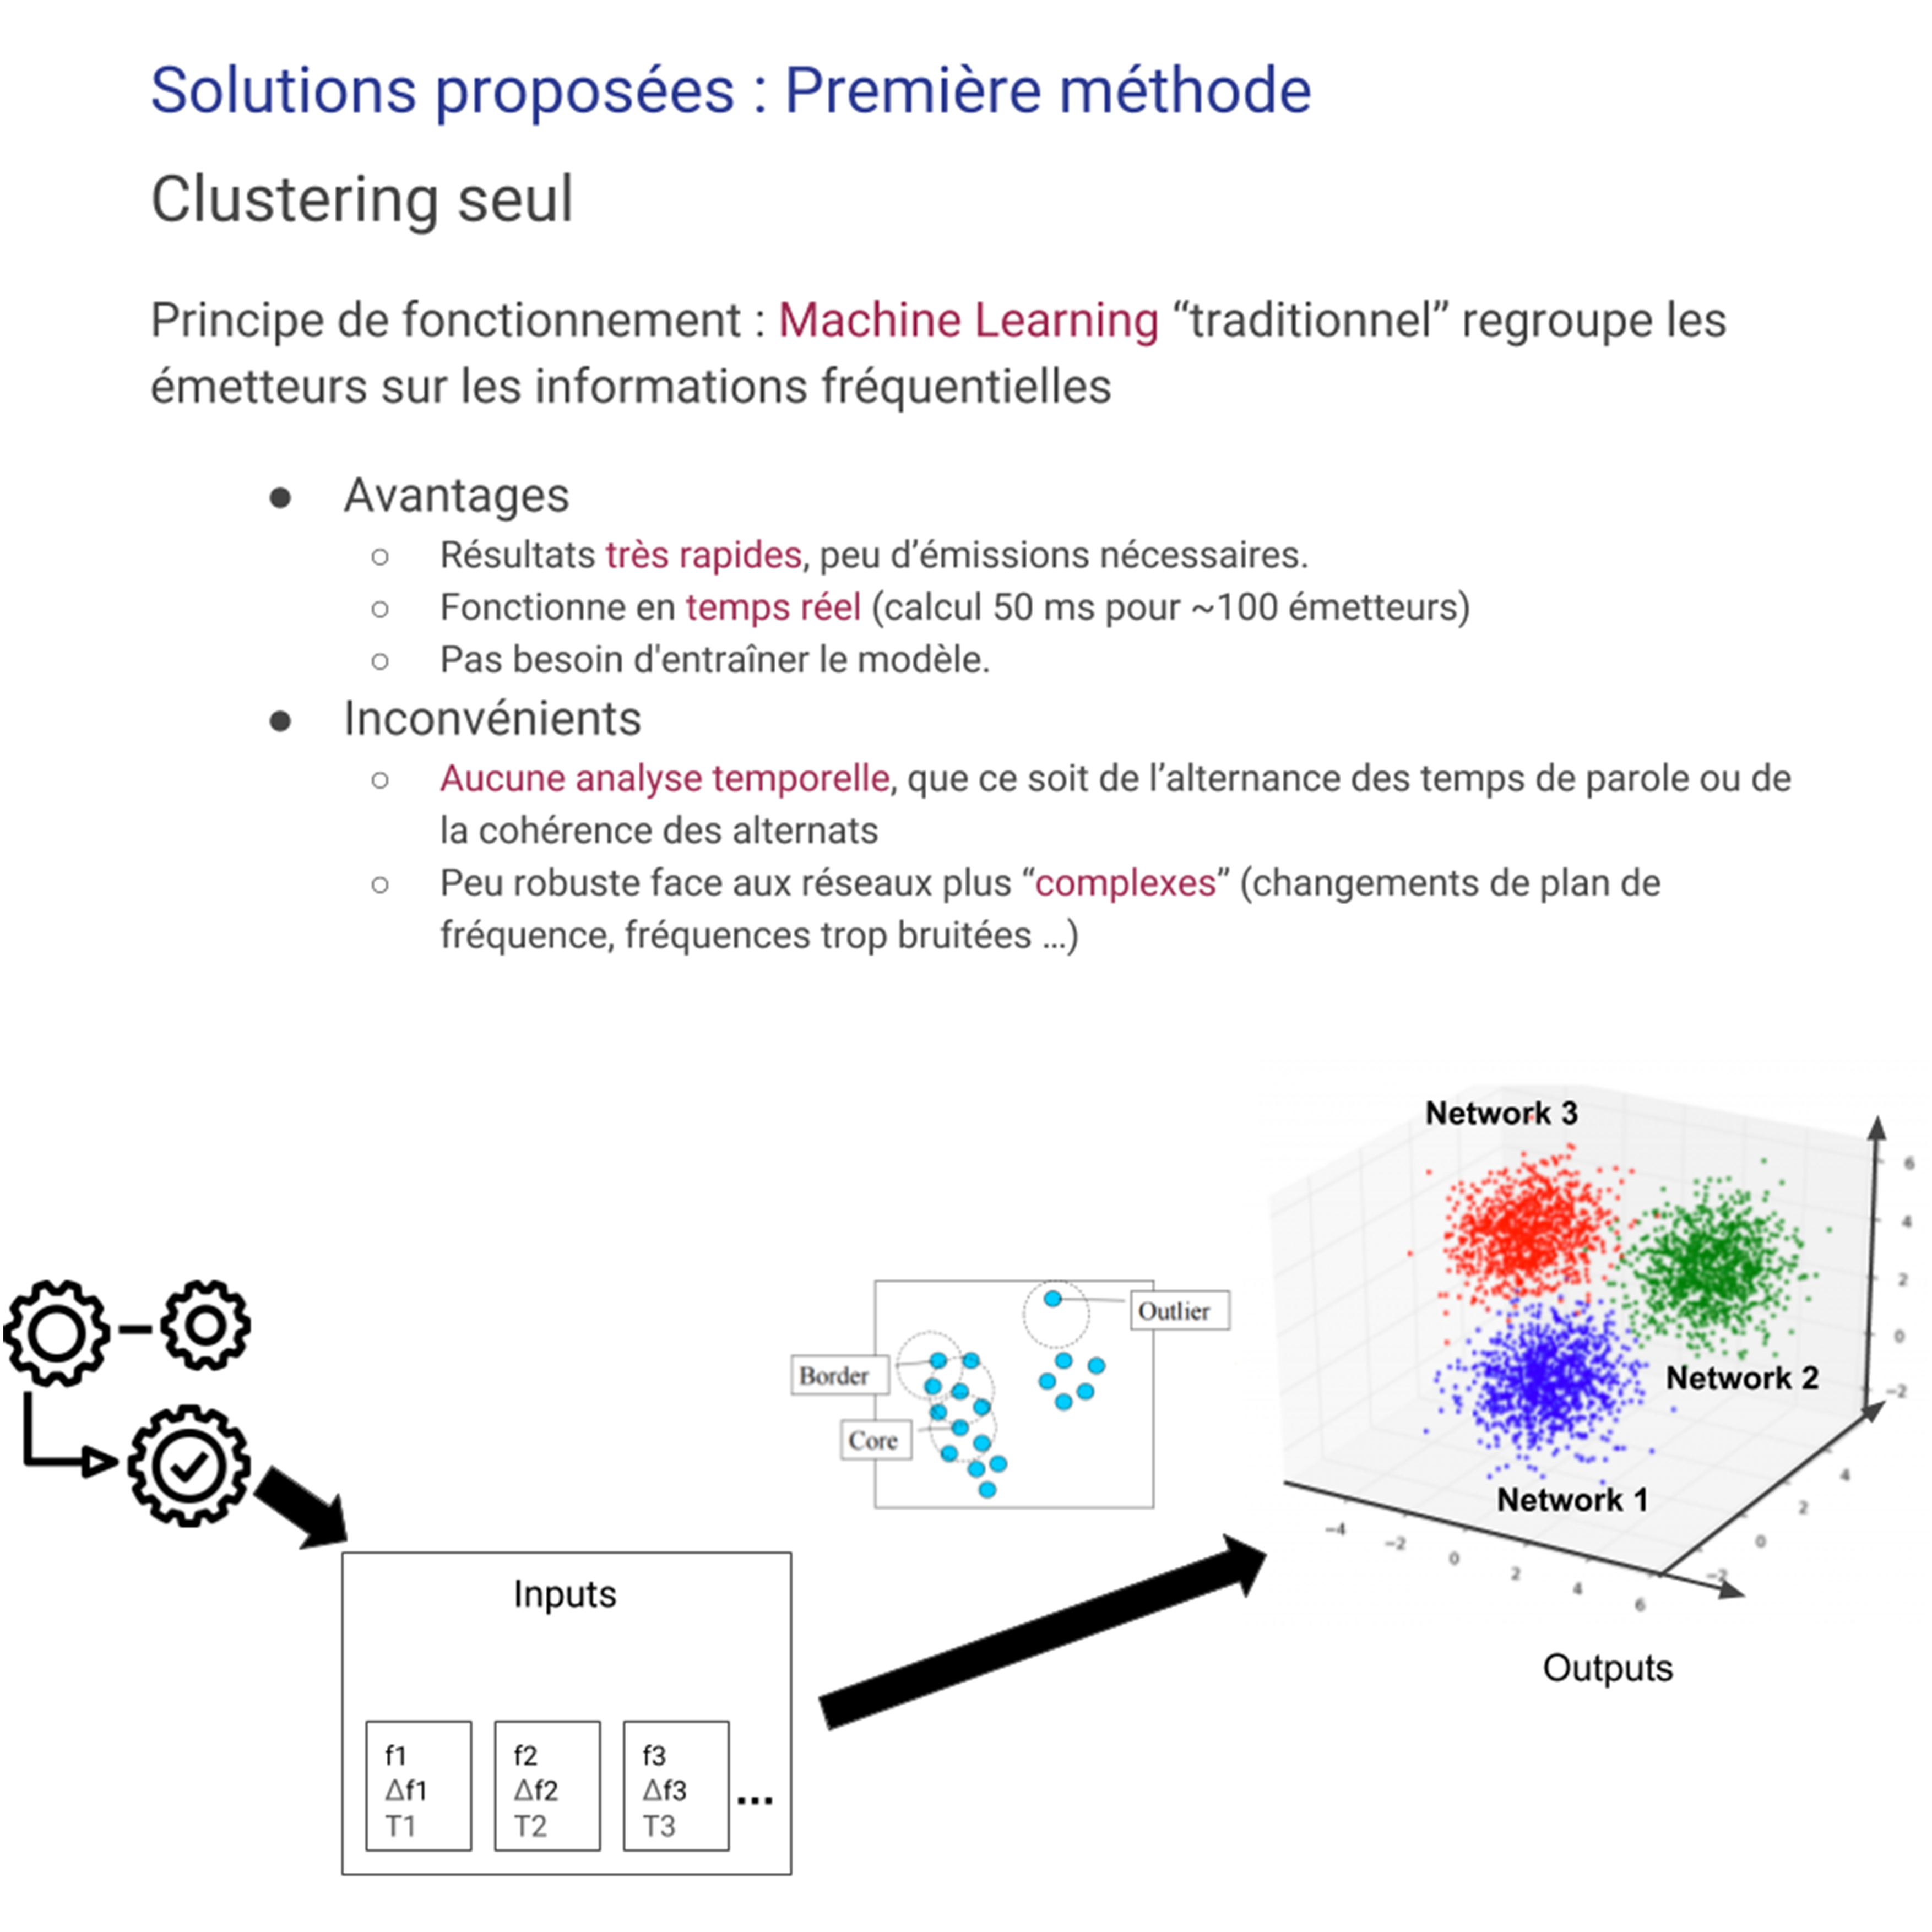 Solutions proposées : Première méthode
Clustering seul
Principe de fonctionnement : Machine Learning “traditionnel” regroupe les
émetteurs sur les informations fréquentielles
● Avantages
○ Résultats très rapides, peu d’émissions nécessaires.
○ Fonctionne en temps réel (calcul 50 ms pour ~100 émetteurs)
○ Pas besoin d'entraîner le modèle.
● Inconvénients
○ Aucune analyse temporelle, que ce soit de l’alternance des temps de parole ou de
la cohérence des alternats
○ Peu robuste face aux réseaux plus “complexes” (changements de plan de
fréquence, fréquences trop bruitées ...)
Inputs
f1
Δf1
T1
f2
Δf2
T2
f3
Δf3
T3
...
Outlier
Border
Core
Network 3
Network 2
Network 1
6
4
2
0
−2
4
2
0
−2
−4
−2
0
2
4
6
Outputs